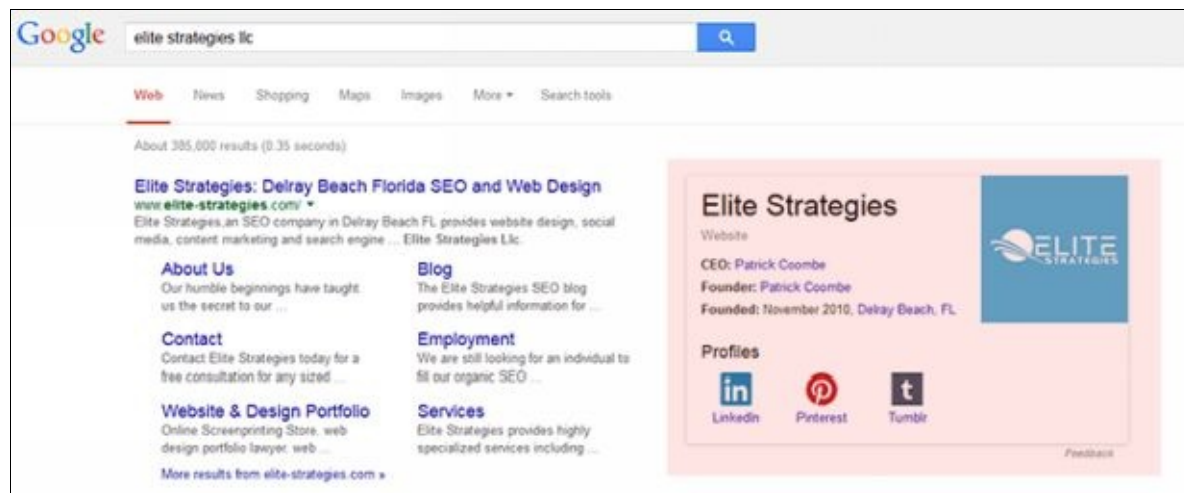 Google
elite strategies llc
Web News Shopping Maps Images More Search tools
About 385,000 results (0.35 seconds)
Elite Strategies: Delray Beach Florida SEO and Web Design
www.elite-strategies.com/
Elite Strategies,an SEO company in Delray Beach FL provides website design, social
media, content marketing and search engine ... Elite Strategies Llc.
About Us
Our humble beginnings have taught
us the secret to our ...
Blog
The Elite Strategies SEO blog
provides helpful information for ...
Contact
Contact Elite Strategies today for a
free consultation for any sized ...
Employment
We are still looking for an individual to
fill our organic SEO ...
Website & Design Portfolio
Online Screenprinting Store. web
design portfolio lawyer. web ...
Services
Elite Strategies provides highly
specialized services including ...
More results from elite-strategies.com »
Elite Strategies
Website
CEO: Patrick Coombe
Founder: Patrick Coombe
Founded: November 2010, Delray Beach, FL
ELITE
STRATEGIES
Profiles
in
LinkedIn
Pinterest
t
Tumblr
Feedback